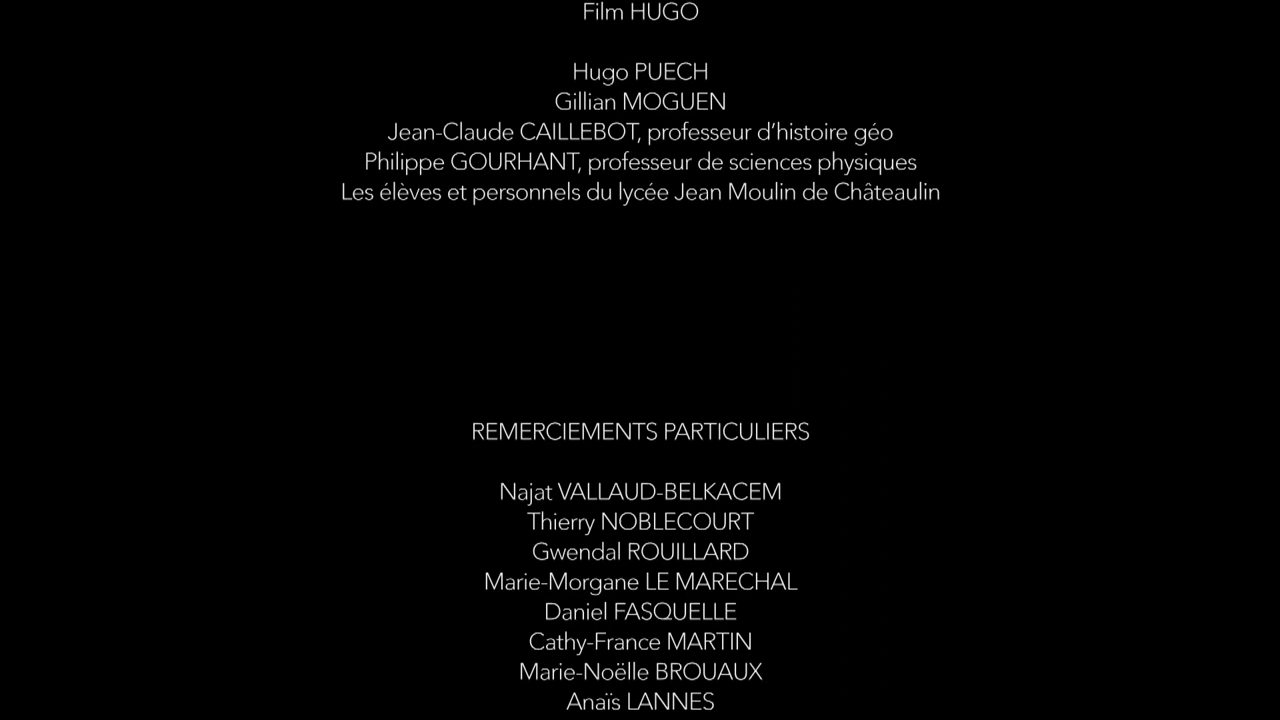 Film HUGO
Hugo PUECH
Gillian MOGUEN
Jean-Claude CAILLEBOT, professeur d’histoire géo
Philippe GOURHANT, professeur de sciences physiques
Les élèves et personnels du lycée Jean Moulin de Châteaulin
REMERCIEMENTS PARTICULIERS
Najat VALLAUD-BELKACEM
Thierry NOBLECOURT
Gwendal ROUILLARD
Marie-Morgane LE MARECHAL
Daniel FASQUELLE
Cathy-France MARTIN
Marie-Noëlle BROUAUX
Anaïs LANNES